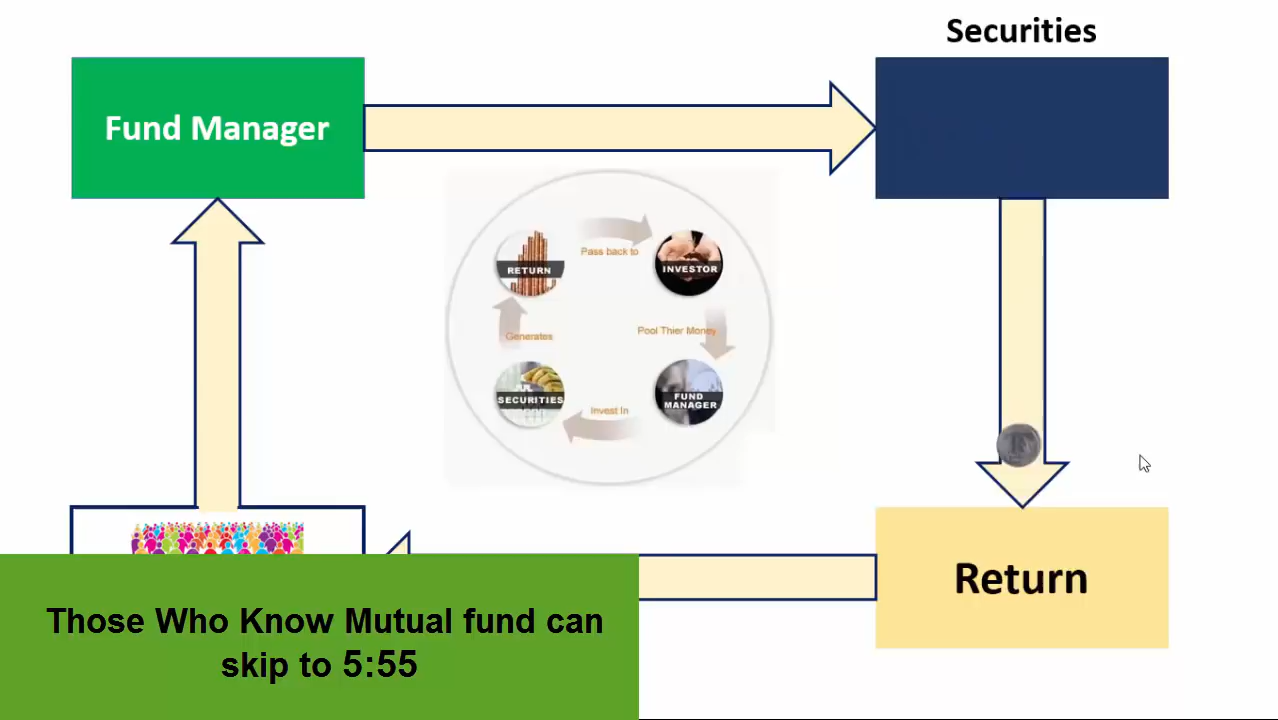 Securities
Fund Manager
Pass back to
RETURN
INVESTOR
Generates
Pool Thier Money
SECURITIES
FUND
MANAGER
Invest In
Return
Those Who Know Mutual fund can
skip to 5:55